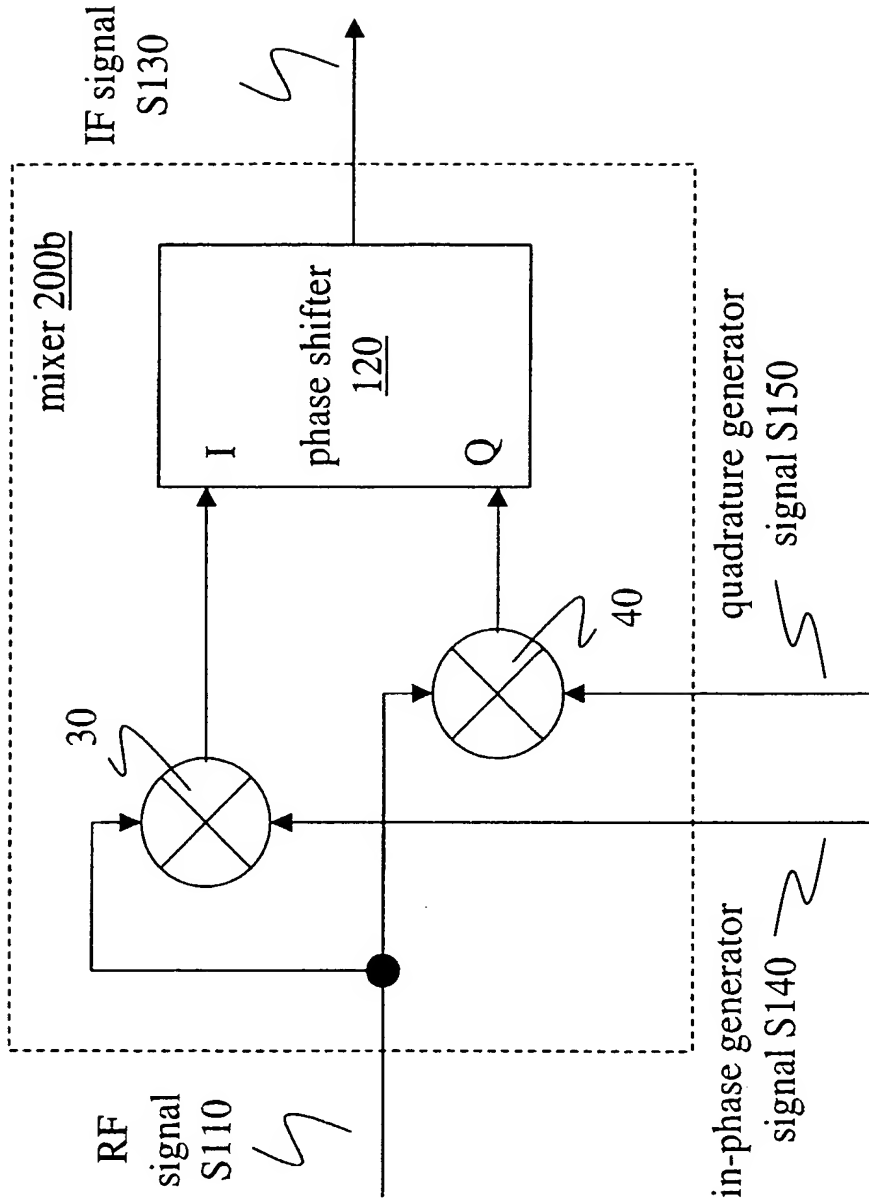 RF
signal
S110
mixer 200b
30
I
phase shifter
120
Q
40
IF signal
S130
in-phase generator
signal S140
quadrature generator
signal S150